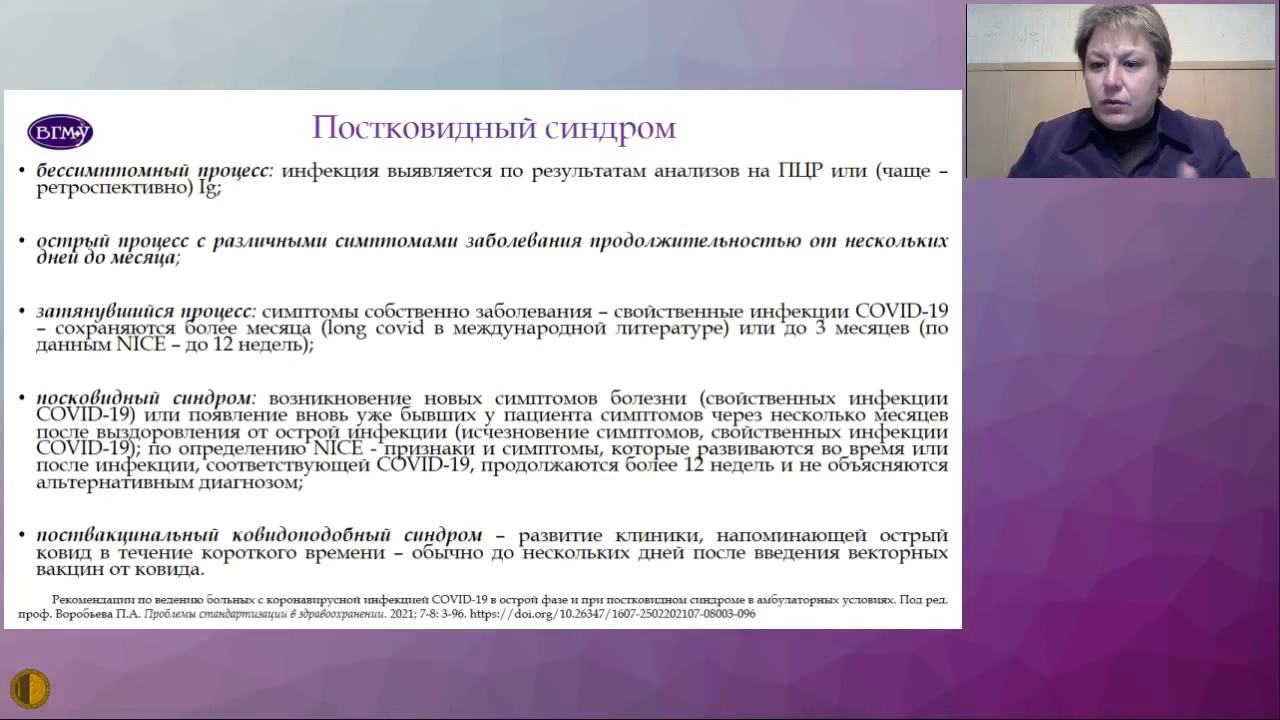 ВГМУ
Постковидный синдром
• бессимптомный процесс: инфекция выявляется по результатам анализов на ПЦР или (чаще –
ретроспективно) Ig;
• острый процесс с различными симптомами заболевания продолжительностью от нескольких
дней до месяца;
• затянувшийся процесс: симптомы собственно заболевания – свойственные инфекции COVID-19
– сохраняются более месяца (long covid в международной литературе) или до 3 месяцев (по
данным NICE – до 12 недель);
• посковидный синдром: возникновение новых симптомов болезни (свойственных инфекции
COVID-19) или появление вновь уже бывших у пациента симптомов через несколько месяцев
после выздоровления от острой инфекции (исчезновение симптомов, свойственных инфекции
COVID-19); по определению NICE - признаки и симптомы, которые развиваются во время или
после инфекции, соответствующей COVID-19, продолжаются более 12 недель и не объясняются
альтернативным диагнозом;
• поствакцинальный ковидоподобный синдром – развитие клиники, напоминающей острый
ковид в течение короткого времени – обычно до нескольких дней после введения векторных
вакцин от ковида.
Рекомендации по ведению больных с коронавирусной инфекцией COVID-19 в острой фазе и при постковидном синдроме в амбулаторных условиях. Под ред.
проф. Воробьева П.А. Проблемы стандартизации в здравоохранении. 2021; 7-8: 3-96. https://doi.org/10.26347/1607-2502202107-08003-096